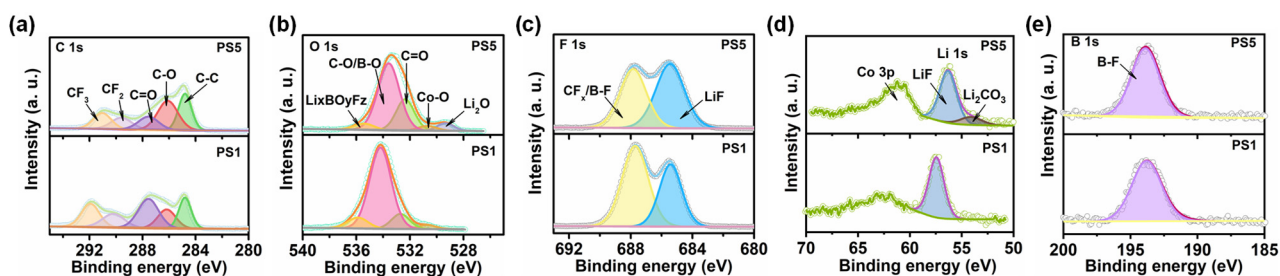 (a)
C 1s
PS5
CF3
CF2
C=O
C-O
C-C
PS1
Intensity (a. u.)
292 288 284 280
Binding energy (eV)
(b)
O 1s
PS5
C-O/B-O
C=O
LixBOyFz
Co-O
Li2O
PS1
Intensity (a. u.)
540 536 532 528
Binding energy (eV)
(c)
F 1s
PS5
CFx/B-F
LiF
PS1
Intensity (a. u.)
692 688 684 680
Binding energy (eV)
(d)
Li 1s
PS5
Co 3p
LiF
Li2CO3
PS1
Intensity (a. u.)
70 65 60 55 50
Binding energy (eV)
(e)
B 1s
PS5
B-F
PS1
Intensity (a. u.)
200 195 190 185
Binding energy (eV)